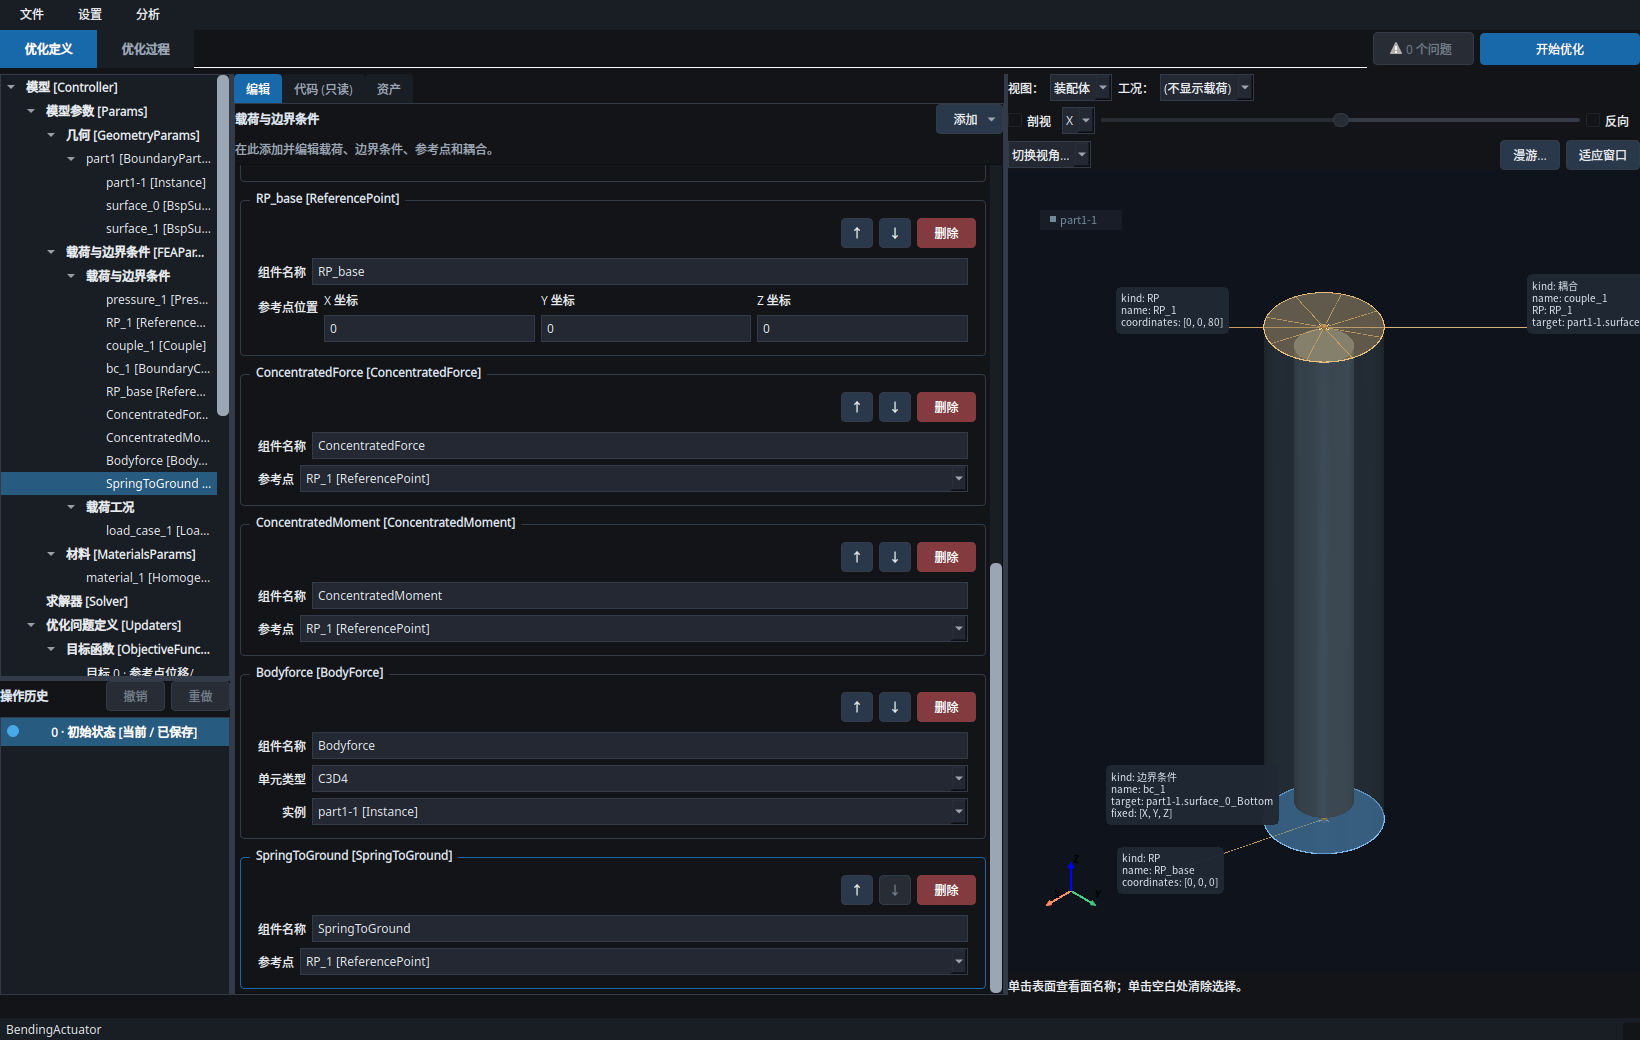 文件 设置 分析
优化定义 优化过程 0 个问题 开始优化
模型 [Controller]
模型参数 [Params]
几何 [GeometryParams]
part1 [BoundaryPart...
part1-1 [Instance]
surface_0 [BspSu...
surface_1 [BspSu...
载荷与边界条件 [FEAPar...
载荷与边界条件
pressure_1 [Pres...
RP_1 [Reference...
couple_1 [Couple]
bc_1 [BoundaryC...
RP_base [Refere...
ConcentratedFor...
ConcentratedMo...
Bodyforce [Body...
SpringToGround ...
载荷工况
load_case_1 [Loa...
材料 [MaterialsParams]
material_1 [Homoge...
求解器 [Solver]
优化问题定义 [Updaters]
目标函数 [ObjectiveFunc...
目标 0 · 参考点位移/
操作历史 撤销 重做
0 · 初始状态 [当前 / 已保存]
编辑 代码 (只读) 资产
载荷与边界条件 添加
在此添加并编辑载荷、边界条件、参考点和耦合。
RP_base [ReferencePoint]
↑ ↓ 删除
组件名称 RP_base
参考点位置 X 坐标 Y 坐标 Z 坐标
0 0 0
ConcentratedForce [ConcentratedForce]
↑ ↓ 删除
组件名称 ConcentratedForce
参考点 RP_1 [ReferencePoint]
ConcentratedMoment [ConcentratedMoment]
↑ ↓ 删除
组件名称 ConcentratedMoment
参考点 RP_1 [ReferencePoint]
Bodyforce [BodyForce]
↑ ↓ 删除
组件名称 Bodyforce
单元类型 C3D4
实例 part1-1 [Instance]
SpringToGround [SpringToGround]
↑ ↓ 删除
组件名称 SpringToGround
参考点 RP_1 [ReferencePoint]
视图: 装配体 工况: (不显示载荷)
剖视 X 反向
切换视角... 漫游... 适应窗口
part1-1
kind: RP
name: RP_1
coordinates: [0, 0, 80]
kind: 耦合
name: couple_1
RP: RP_1
target: part1-1.surface
kind: 边界条件
name: bc_1
target: part1-1.surface_0_Bottom
fixed: [X, Y, Z]
kind: RP
name: RP_base
coordinates: [0, 0, 0]
Z
Y
单击表面查看面名称；单击空白处清除选择。
BendingActuator